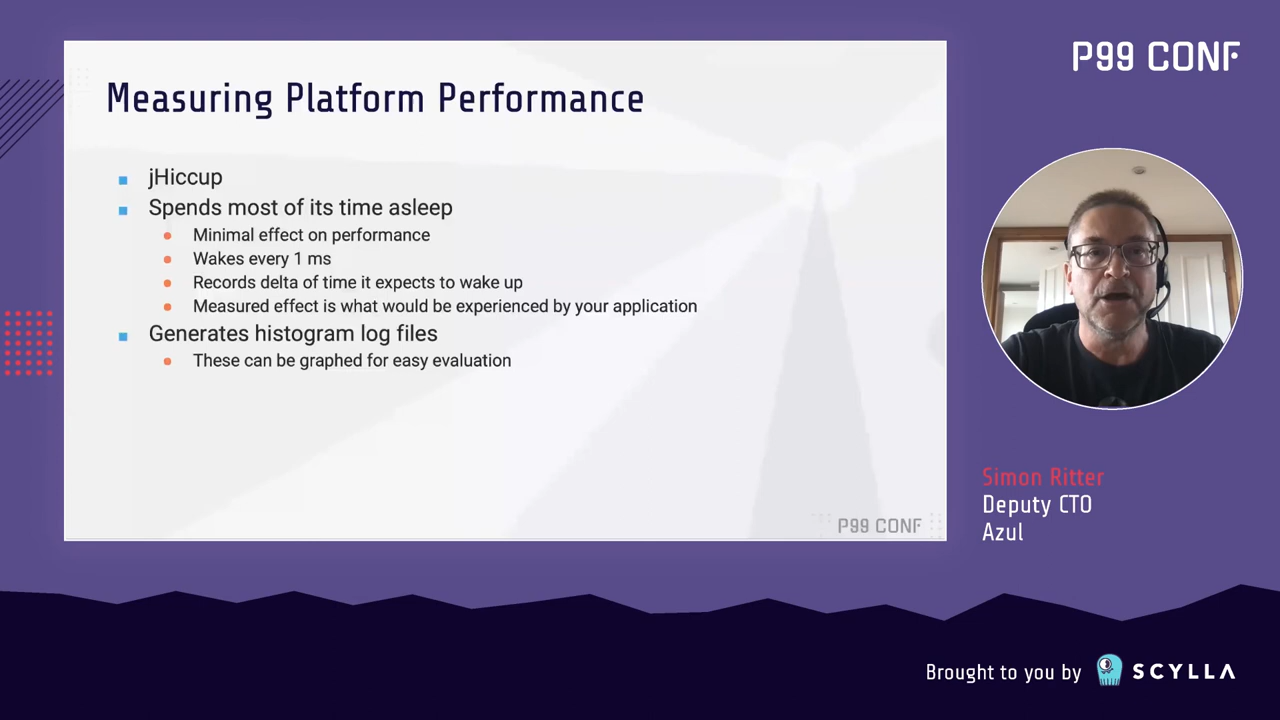 P99 CONF
Measuring Platform Performance
jHiccup
Spends most of its time asleep
Minimal effect on performance
Wakes every 1 ms
Records delta of time it expects to wake up
Measured effect is what would be experienced by your application
Generates histogram log files
These can be graphed for easy evaluation
P99 CONF
Simon Ritter
Deputy CTO
Azul
Brought to you by SCYLLA